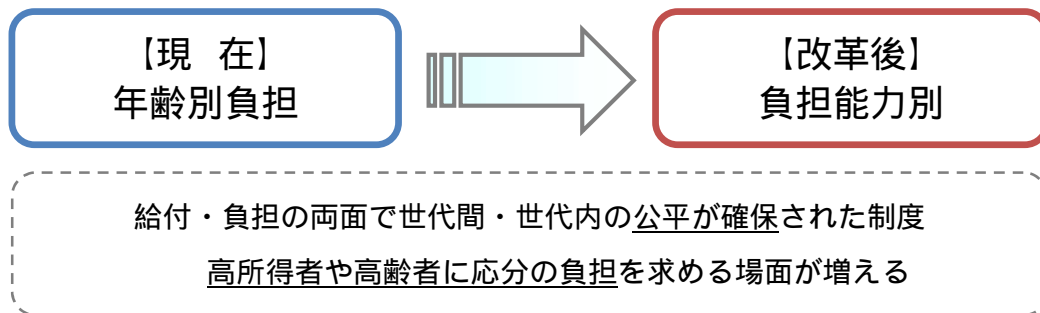 【現 在】
年齢別負担
【改革後】
負担能力別
給付・負担の両面で世代間・世代内の公平が確保された制度
高所得者や高齢者に応分の負担を求める場面が増える